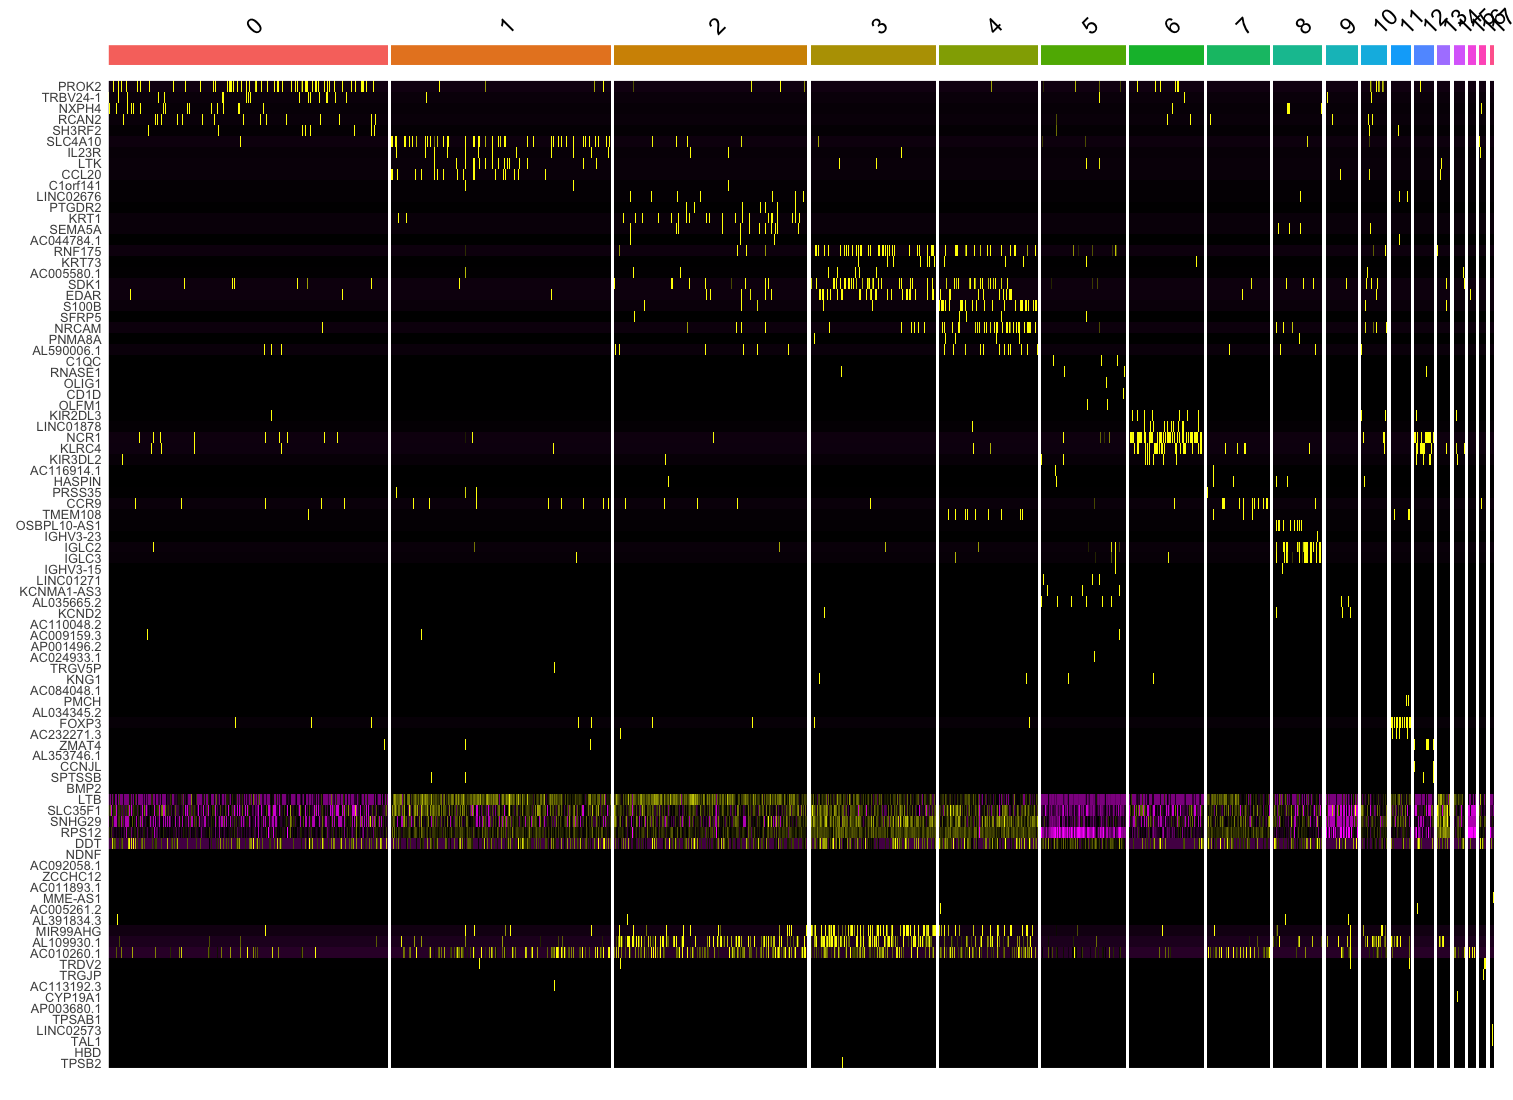 0 1 2 3 4 5 6 7 8 9 10 11 12 13 14 15 16 17
PROK2
TRBV24-1
NXPH4
RCAN2
SH3RF2
SLC4A10
IL23R
LTK
CCL20
C1orf141
LINC02676
PTGDR2
KRT1
SEMA5A
AC044784.1
RNF175
KRT73
AC005580.1
SDK1
EDAR
S100B
SFRP5
NRCAM
PNMA8A
AL590006.1
C1QC
RNASE1
OLIG1
CD1D
OLFM1
KIR2DL3
LINC01878
NCR1
KLRC4
KIR3DL2
AC116914.1
HASPIN
PRSS35
CCR9
TMEM108
OSBPL10-AS1
IGHV3-23
IGLC2
IGLC3
IGHV3-15
LINC01271
KCNMA1-AS3
AL035665.2
KCND2
AC110048.2
AC009159.3
AP001496.2
AC024933.1
TRGV5P
KNG1
AC084048.1
PMCH
AL034345.2
FOXP3
AC232271.3
ZMAT4
AL353746.1
CCNJL
SPTSSB
BMP2
LTB
SLC35F1
SNHG29
RPS12
DDT
NDNF
AC092058.1
ZCCHC12
AC011893.1
MME-AS1
AC005261.2
AL391834.3
MIR99AHG
AL109930.1
AC010260.1
TRDV2
TRGJP
AC113192.3
CYP19A1
AP003680.1
TPSAB1
LINC02573
TAL1
HBD
TPSB2